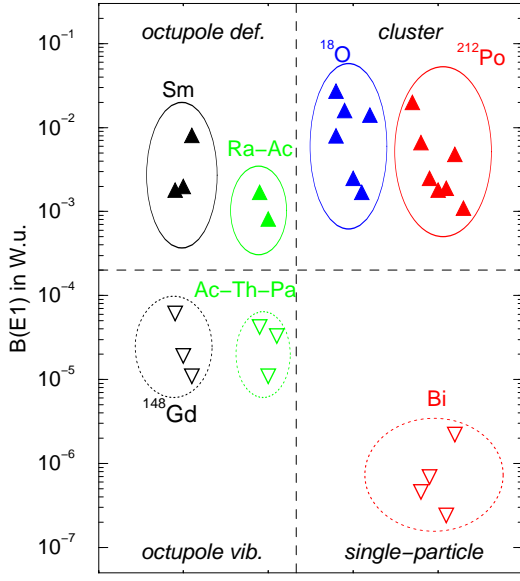 octupole def. cluster
¹⁸O ²¹²Po
10⁻¹
Sm
10⁻²
Ra−Ac
10⁻³
B(E1) in W.u.
Ac−Th−Pa
10⁻⁴
10⁻⁵
¹⁴⁸Gd Bi
10⁻⁶
10⁻⁷
octupole vib. single−particle